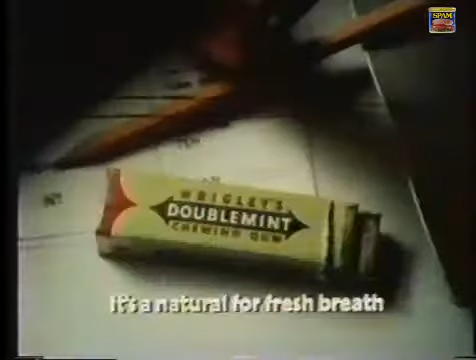 SPAM
WRIGLEY'S
DOUBLEMINT
CHEWING GUM
It's a natural for fresh breath